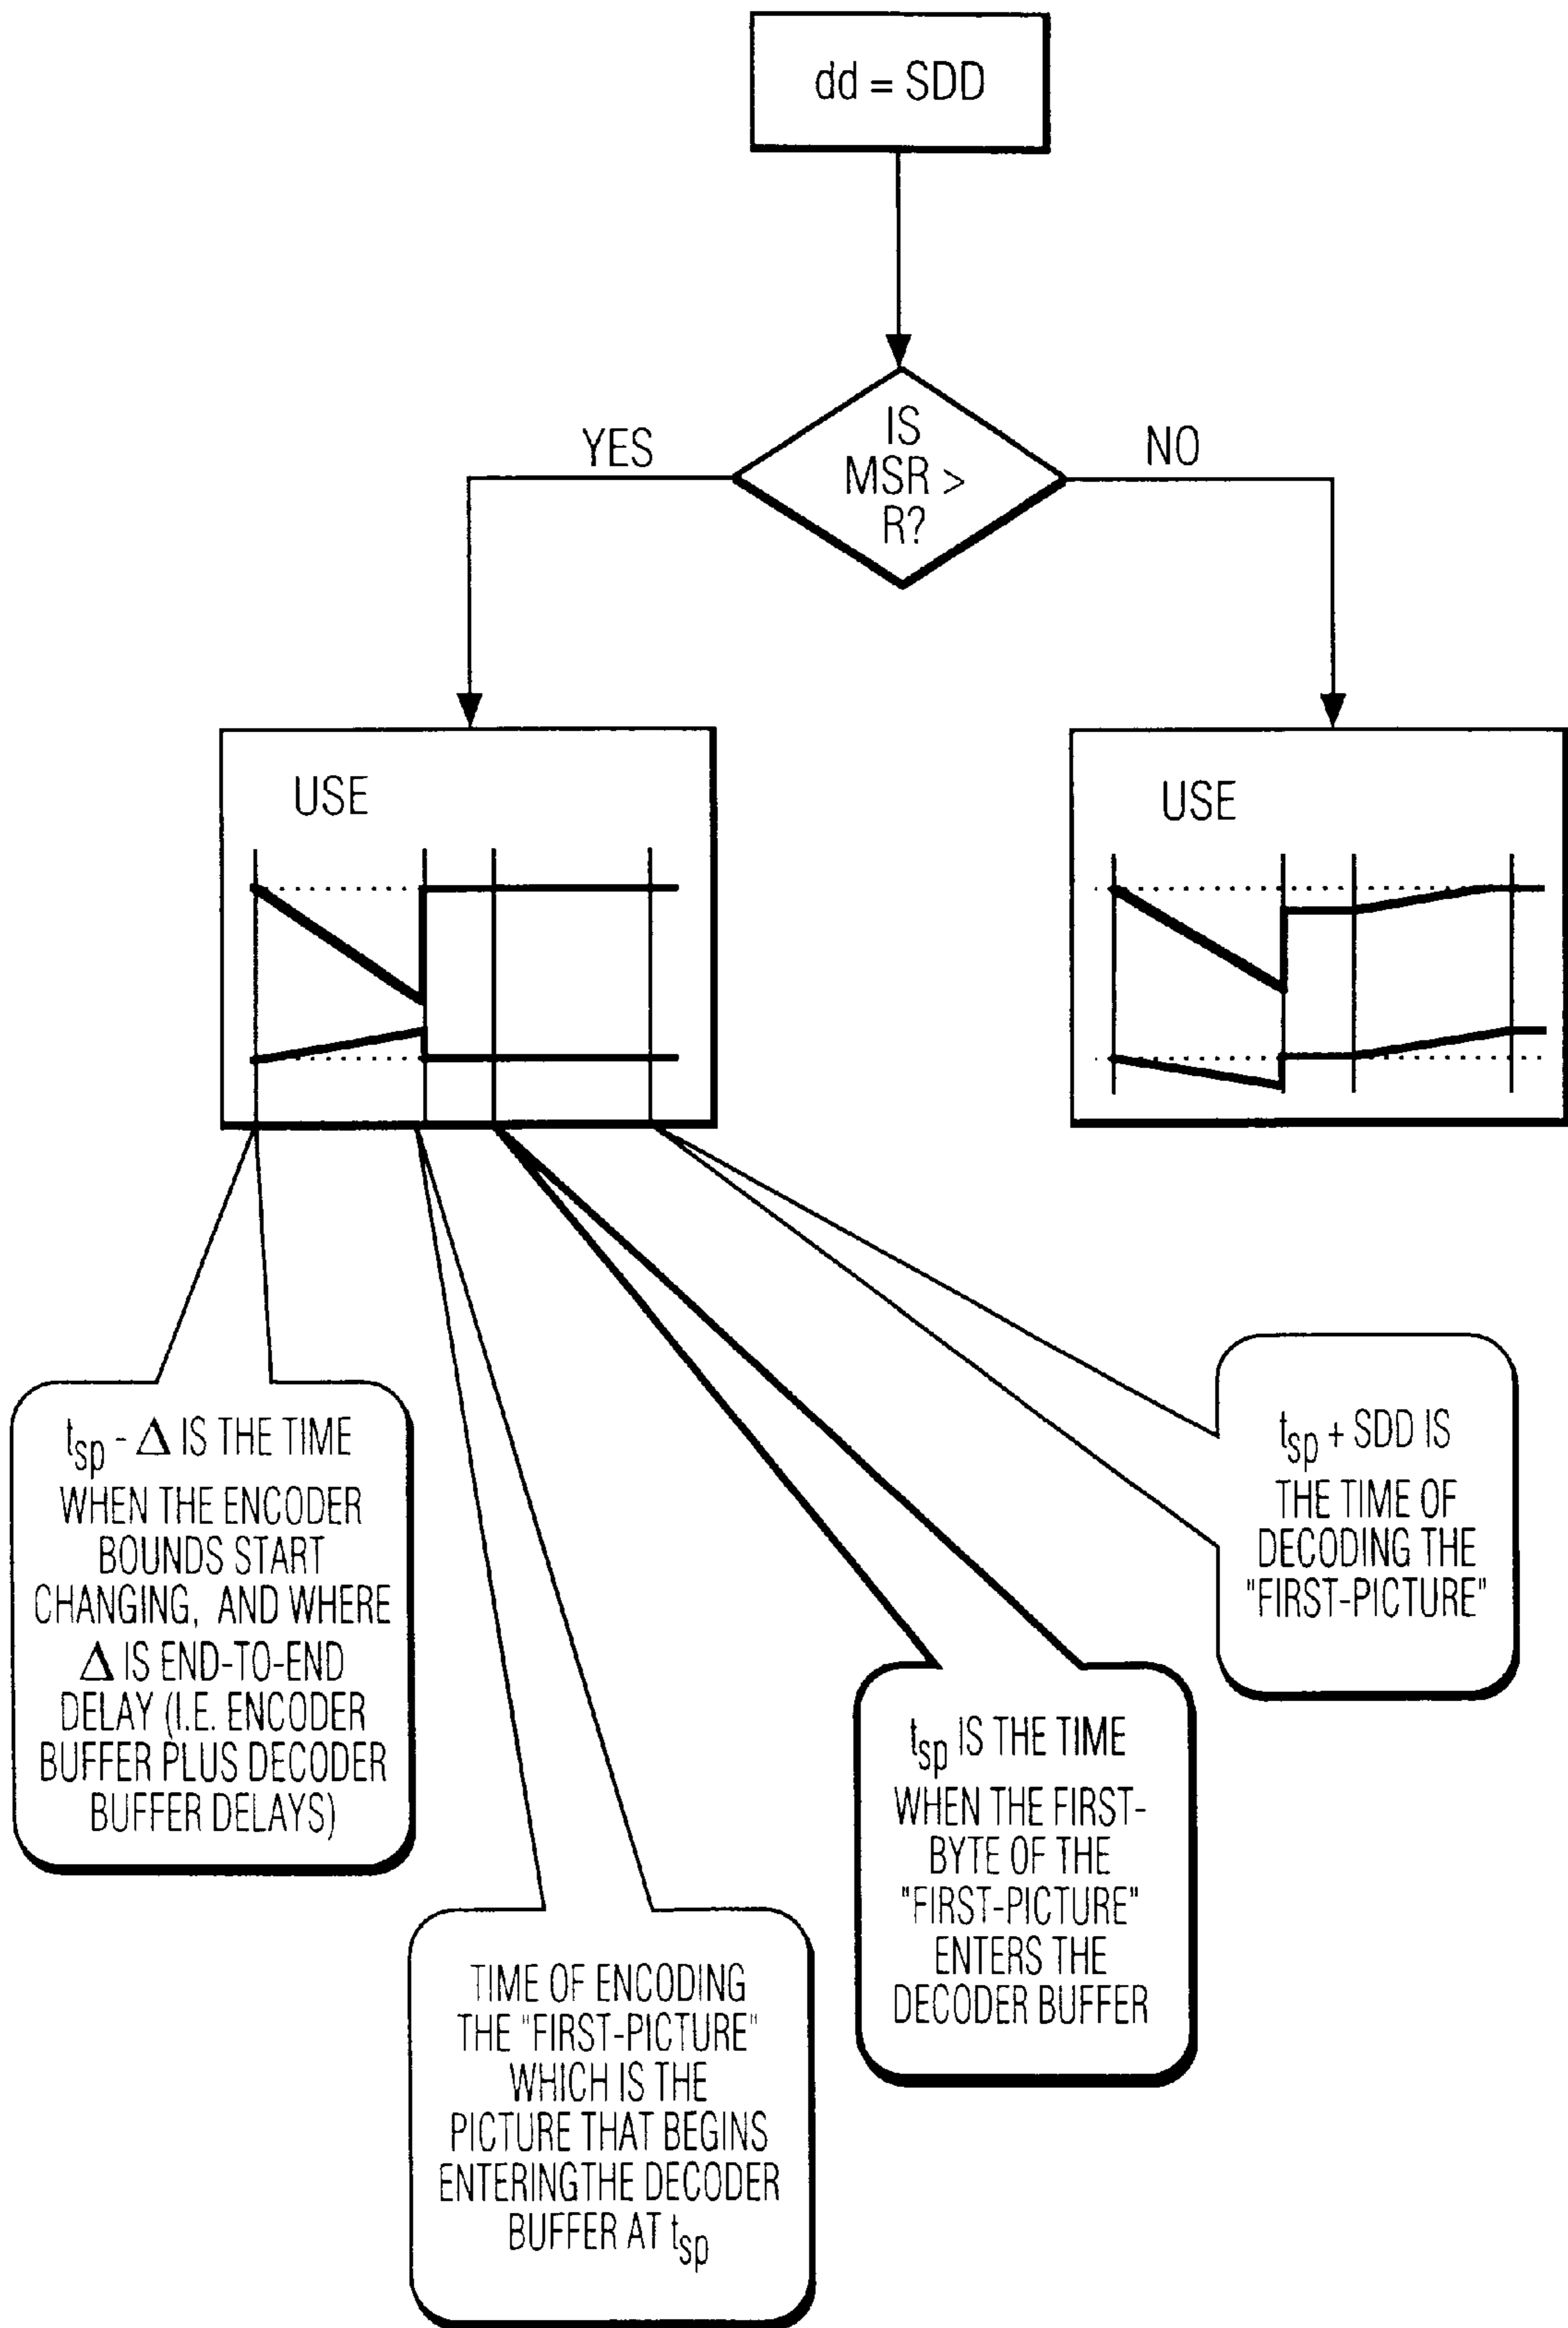 dd = SDD
YES
IS
MSR >
R?
NO
USE
USE
tsp - Δ IS THE TIME
WHEN THE ENCODER
BOUNDS START
CHANGING, AND WHERE
Δ IS END-TO-END
DELAY (I.E. ENCODER
BUFFER PLUS DECODER
BUFFER DELAYS)
TIME OF ENCODING
THE "FIRST-PICTURE"
WHICH IS THE
PICTURE THAT BEGINS
ENTERINGTHE DECODER
BUFFER AT tsp
tsp IS THE TIME
WHEN THE FIRST-
BYTE OF THE
"FIRST-PICTURE"
ENTERS THE
DECODER BUFFER
tsp + SDD IS
THE TIME OF
DECODING THE
"FIRST-PICTURE"